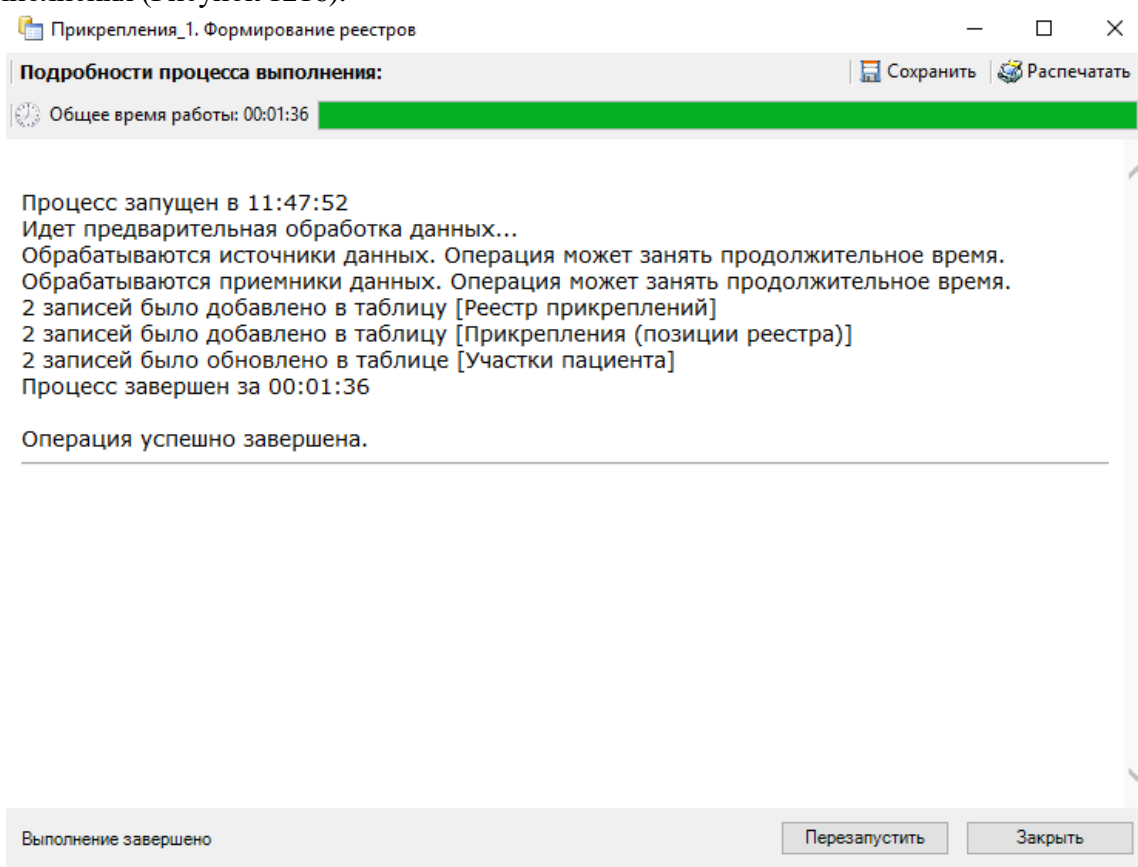 Прикрепления_1. Формирование реестров
Подробности процесса выполнения:
Сохранить
Распечатать
Общее время работы: 00:01:36
Процесс запущен в 11:47:52
Идет предварительная обработка данных...
Обрабатываются источники данных. Операция может занять продолжительное время.
Обрабатываются приемники данных. Операция может занять продолжительное время.
2 записей было добавлено в таблицу [Реестр прикреплений]
2 записей было добавлено в таблицу [Прикрепления (позиции реестра)]
2 записей было обновлено в таблице [Участки пациента]
Процесс завершен за 00:01:36
Операция успешно завершена.
Выполнение завершено
Перезапустить
Закрыть